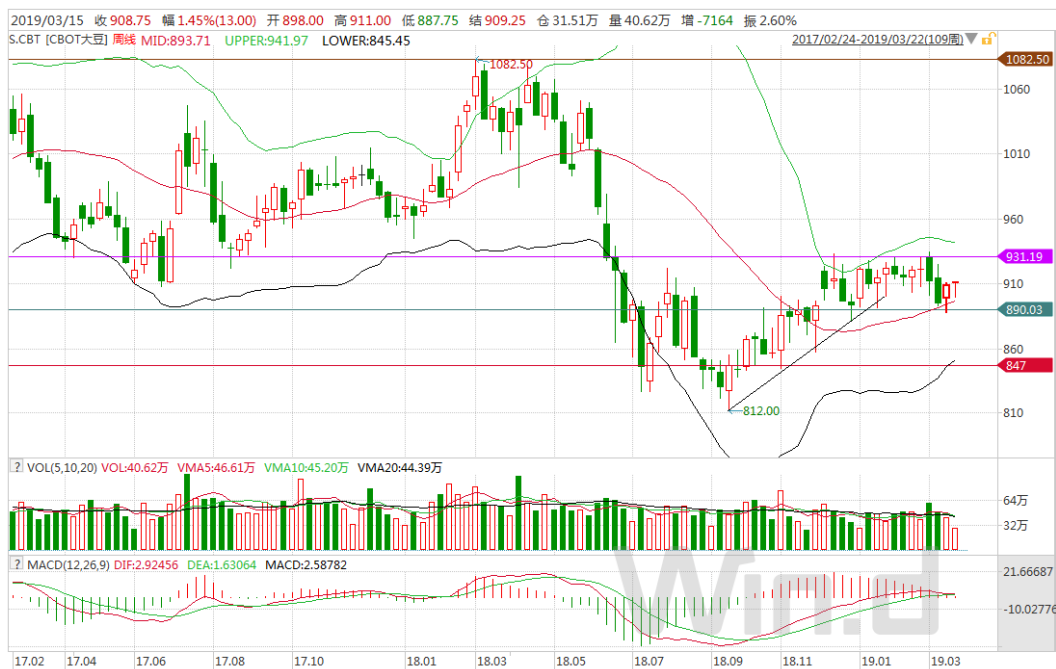 2019/03/15 收 908.75 幅 1.45%(13.00) 开 898.00 高 911.00 低 887.75 结 909.25 仓 31.51万 量 40.62万 增 -7164 振 2.60%
S.CBT [CBOT大豆] 周线 MID:893.71 UPPER:941.97 LOWER:845.45 2017/02/24-2019/03/22(109周)
1082.50 1082.50
1060
1010
960
931.19
910
890.03
860
847
812.00 810
? VOL(5,10,20) VOL:40.62万 VMA5:46.61万 VMA10:45.20万 VMA20:44.39万
64万
32万
? MACD(12,26,9) DIF:2.92456 DEA:1.63064 MACD:2.58782
21.66687
-10.02776
Win.d
17.02 17.04 17.06 17.08 17.10 18.01 18.03 18.05 18.07 18.09 18.11 19.01 19.03